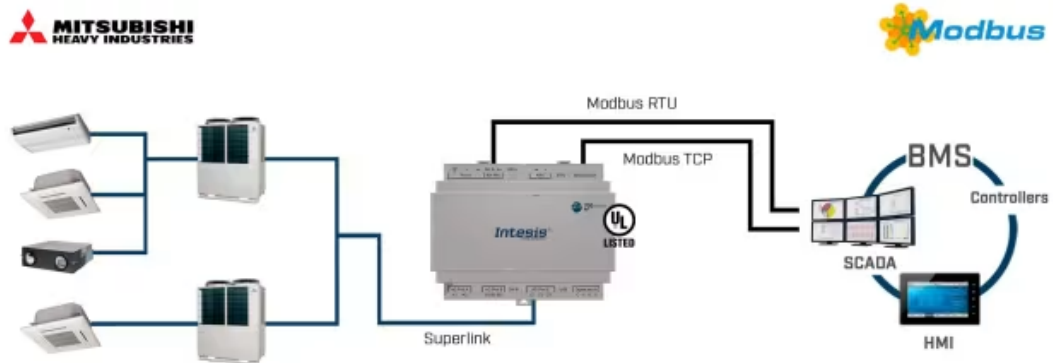 MITSUBISHI
HEAVY INDUSTRIES
Modbus
Modbus RTU
Modbus TCP
BMS
Controllers
Intesis
UL
LISTED
SCADA
HMI
Superlink